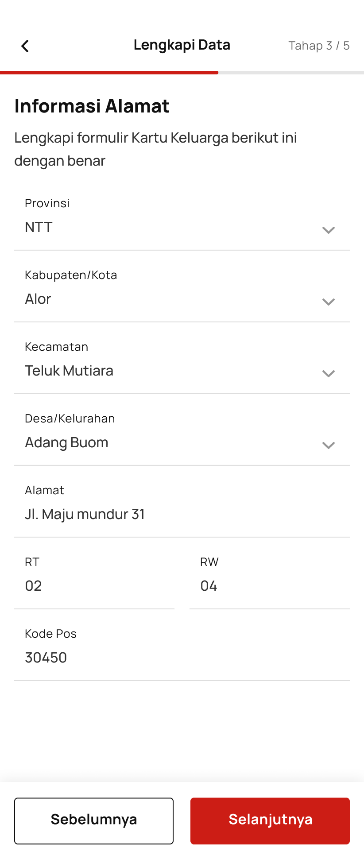 Lengkapi Data
Tahap 3 / 5
Informasi Alamat
Lengkapi formulir Kartu Keluarga berikut ini
dengan benar
Provinsi
NTT
Kabupaten/Kota
Alor
Kecamatan
Teluk Mutiara
Desa/Kelurahan
Adang Buom
Alamat
Jl. Maju mundur 31
RT
02
RW
04
Kode Pos
30450
Sebelumnya
Selanjutnya